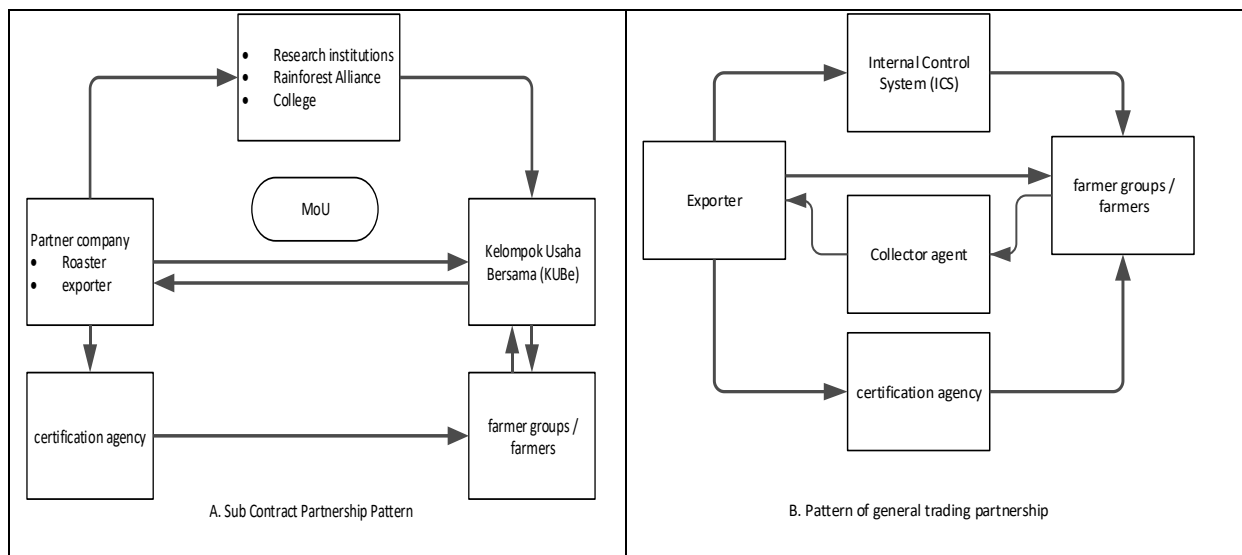 • Research institutions
• Rainforest Alliance
• College
MoU
Partner company
• Roaster
• exporter
Kelompok Usaha
Bersama (KUBe)
certification agency
farmer groups /
farmers
A. Sub Contract Partnership Pattern
Internal Control
System (ICS)
Exporter
farmer groups /
farmers
Collector agent
certification agency
B. Pattern of general trading partnership